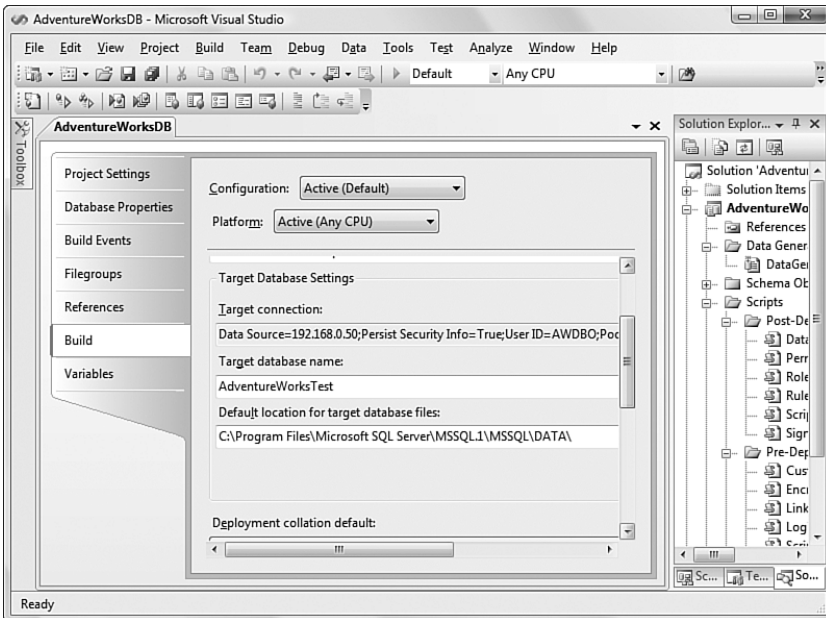 AdventureWorksDB - Microsoft Visual Studio
File Edit View Project Build Team Debug Data Tools Test Analyze Window Help
Default Any CPU
Toolbox
AdventureWorksDB
Project Settings
Database Properties
Build Events
Filegroups
References
Build
Variables
Configuration: Active (Default)
Platform: Active (Any CPU)
Target Database Settings
Target connection:
Data Source=192.168.0.50;Persist Security Info=True;User ID=AWDBO;Poo
Target database name:
AdventureWorksTest
Default location for target database files:
C:\Program Files\Microsoft SQL Server\MSSQL.1\MSSQL\DATA\
Deployment collation default:
Solution Explor...
Solution 'Adventu
Solution Items
AdventureWo
References
Data Gener
DataGe
Schema Ob
Scripts
Post-De
Data
Perr
Role
Rule
Scrip
Sigr
Pre-Dep
Cus
Encr
Link
Log
Sc... Te... So...
Ready